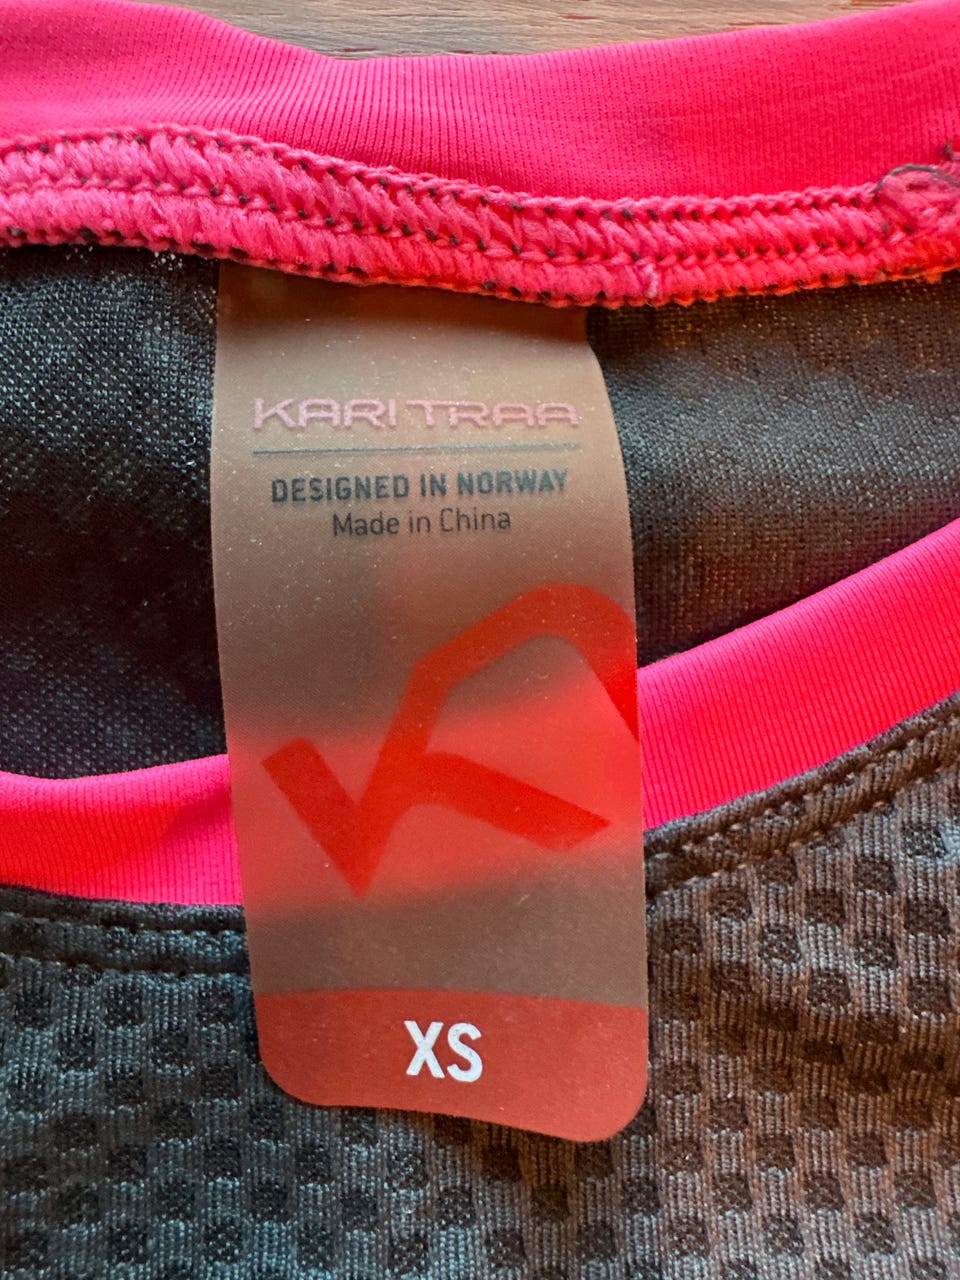 KARI TRAA
DESIGNED IN NORWAY
Made in China
XS